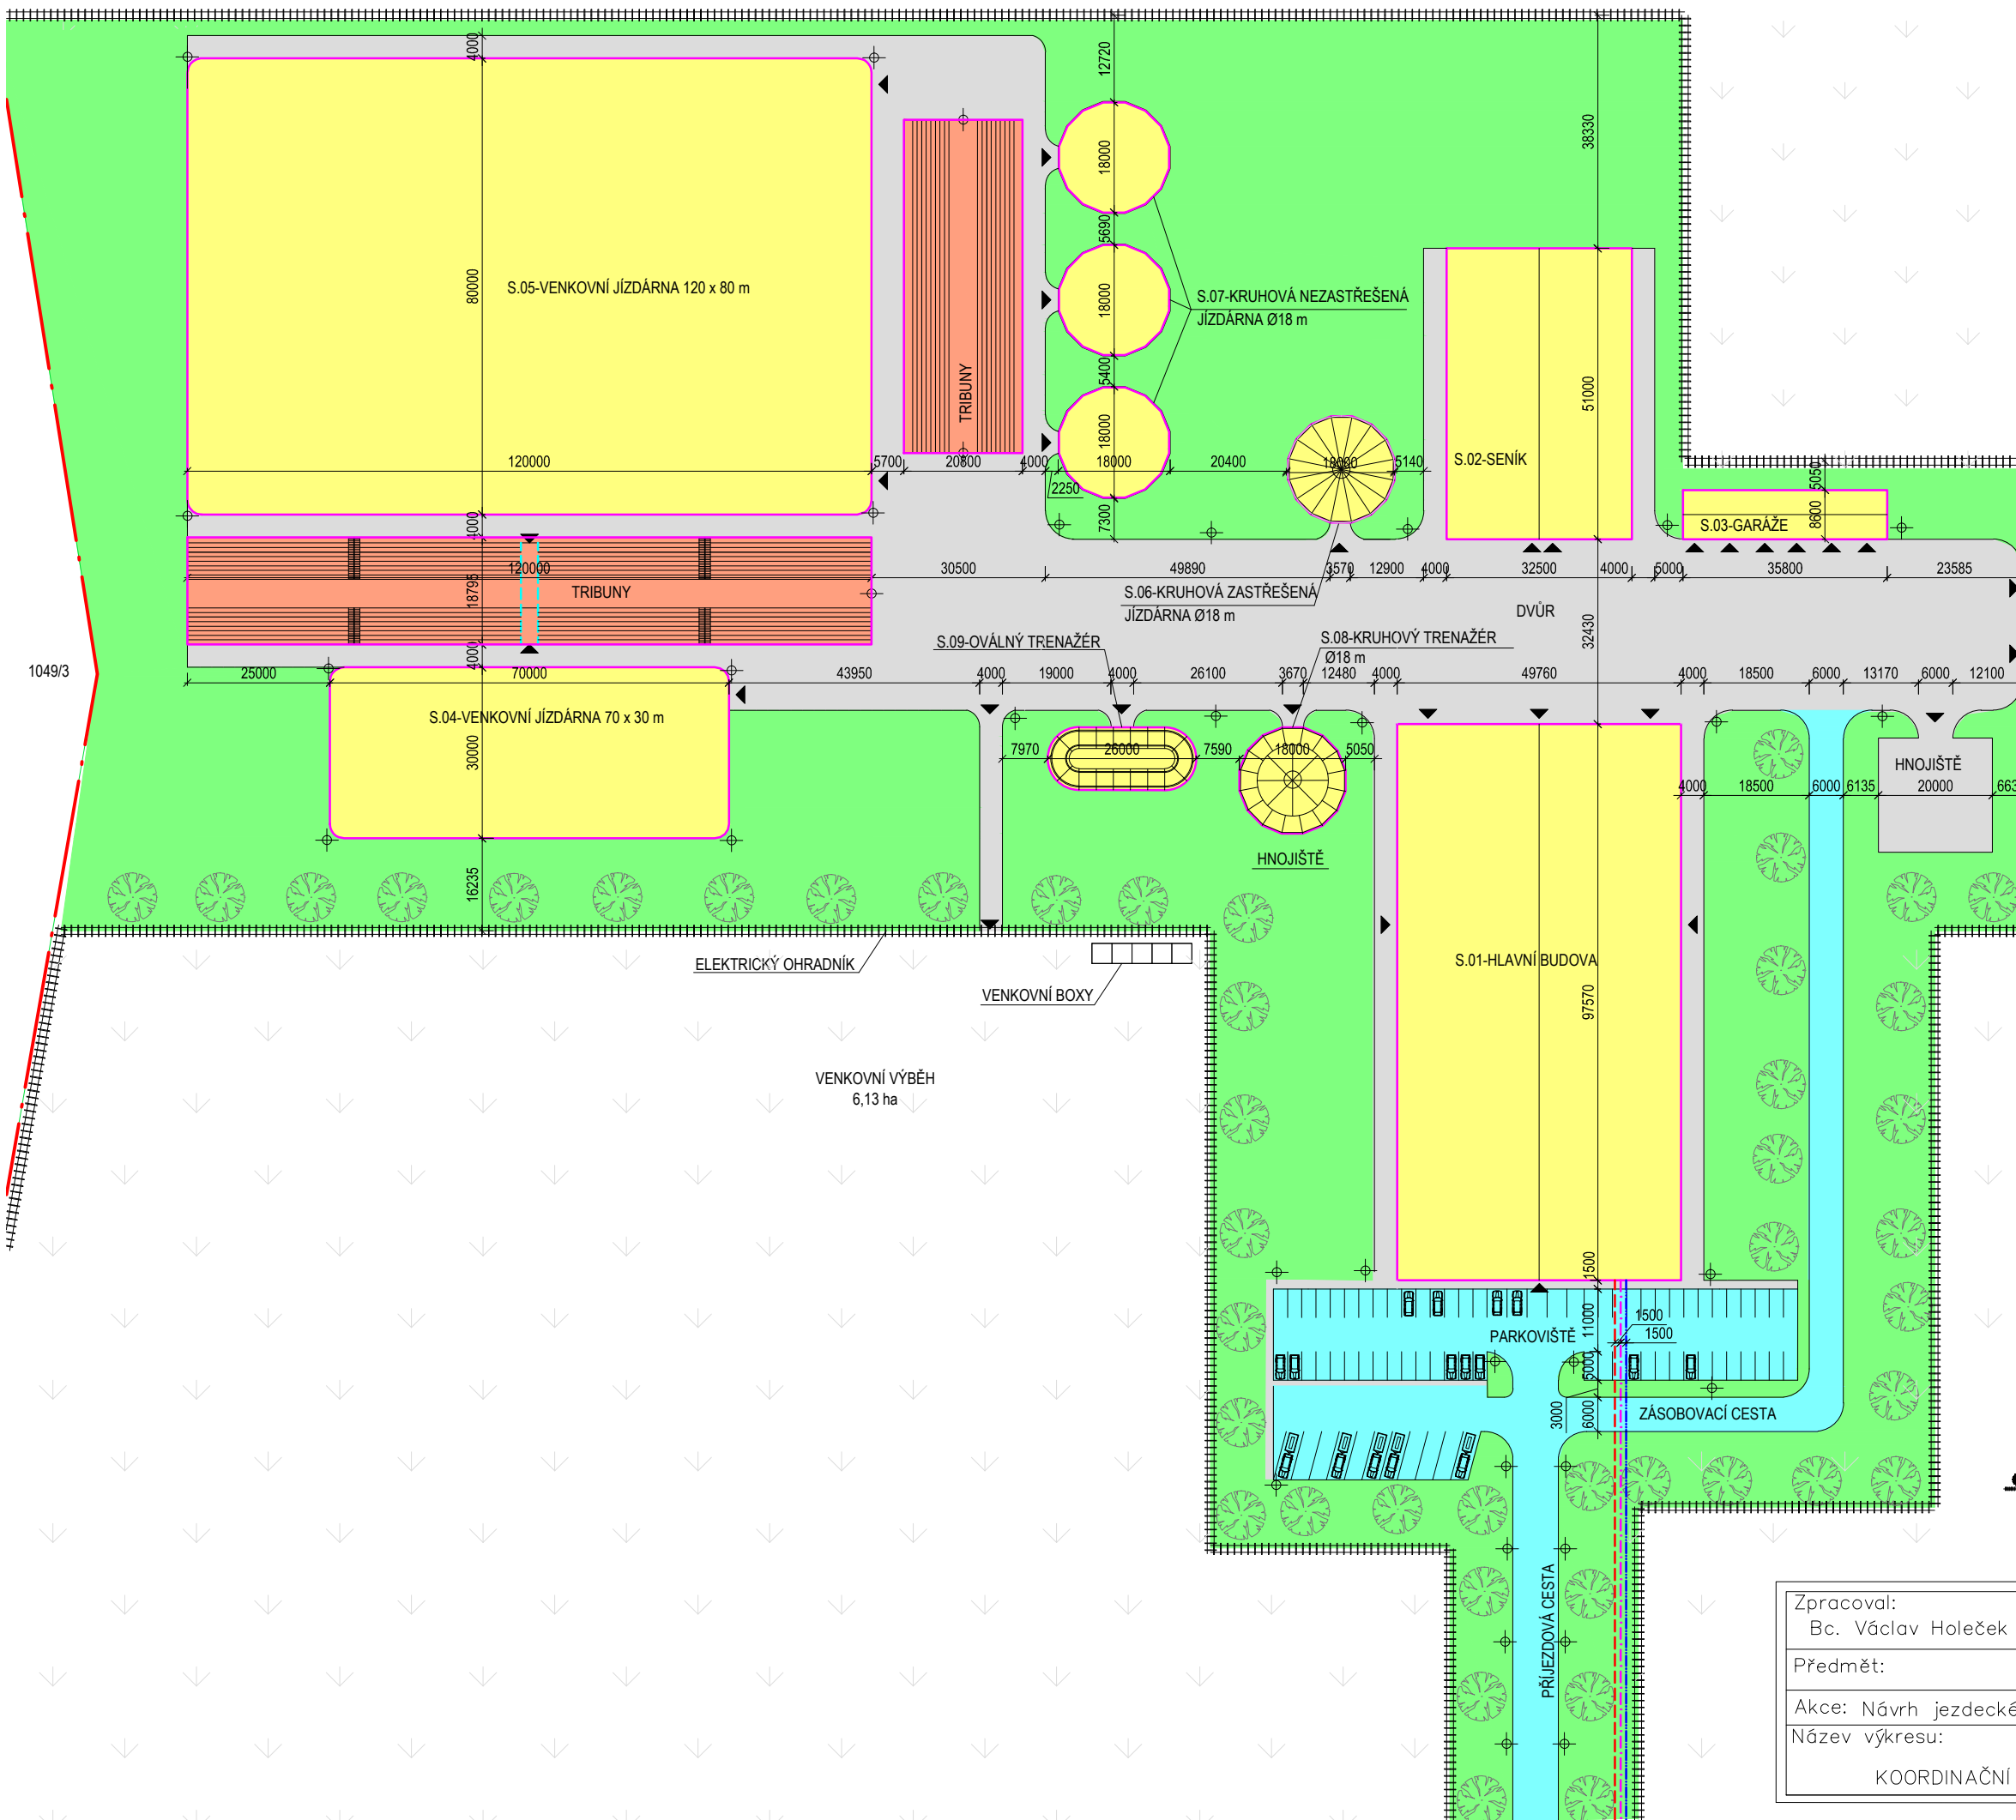 4000
12720
38330
18000
5690
80000
S.05-VENKOVNÍ JÍZDÁRNA 120 x 80 m
18000
S.07-KRUHOVÁ NEZASTŘEŠENÁ
JÍZDÁRNA Ø18 m
5400
TRIBUNY
51000
18000
S.02-SENÍK
120000
5700
20800
4000
18000
20400
18000
5140
2250
5050
8600
S.03-GARÁŽE
4000
7300
120000
30500
49890
3570
12900
4000
32500
4000
5000
35800
23585
18795
TRIBUNY
S.06-KRUHOVÁ ZASTŘEŠENÁ
JÍZDÁRNA Ø18 m
DVŮR
32430
S.09-OVÁLNÝ TRENAŽÉR
S.08-KRUHOVÝ TRENAŽÉR
Ø18 m
4000
1049/3
25000
70000
43950
4000
19000
4000
26100
3670
12480
4000
49760
4000
18500
6000
13170
6000
12100
S.04-VENKOVNÍ JÍZDÁRNA 70 x 30 m
30000
7970
26000
7590
18000
5050
HNOJIŠTĚ
4000
18500
6000
6135
20000
663
HNOJIŠTĚ
16235
ELEKTRICKÝ OHRADNÍK
VENKOVNÍ BOXY
S.01-HLAVNÍ BUDOVA
97570
VENKOVNÍ VÝBĚH
6,13 ha
1500
11000
PARKOVIŠTĚ
1500
1500
5000
3000
6000
ZÁSOBOVACÍ CESTA
PŘÍJEZDOVÁ CESTA
Zpracoval:
Bc. Václav Holeček
Předmět:
Akce: Návrh jezdecké
Název výkresu:
KOORDINAČNÍ